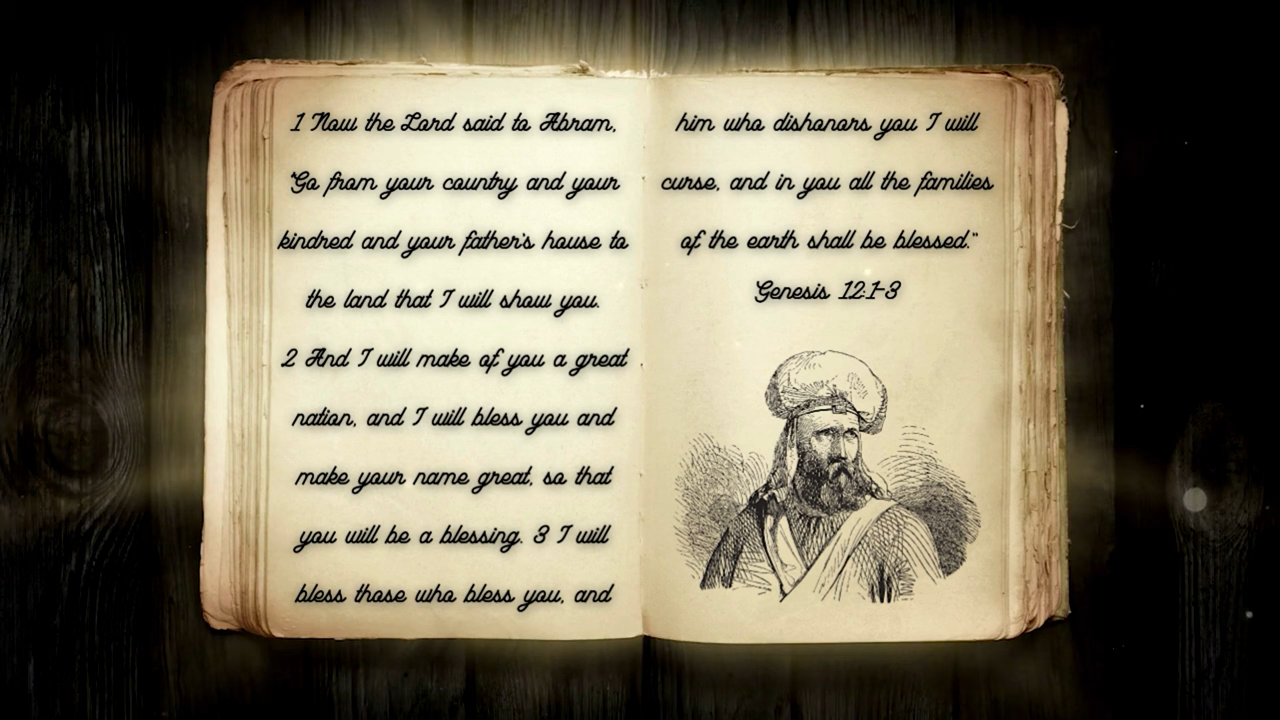 1 Now the Lord said to Abram,
"Go from your country and your
kindred and your father's house to
the land that I will show you.
2 And I will make of you a great
nation, and I will bless you and
make your name great, so that
you will be a blessing. 3 I will
bless those who bless you, and
him who dishonors you I will
curse, and in you all the families
of the earth shall be blessed."
Genesis 12:1-3